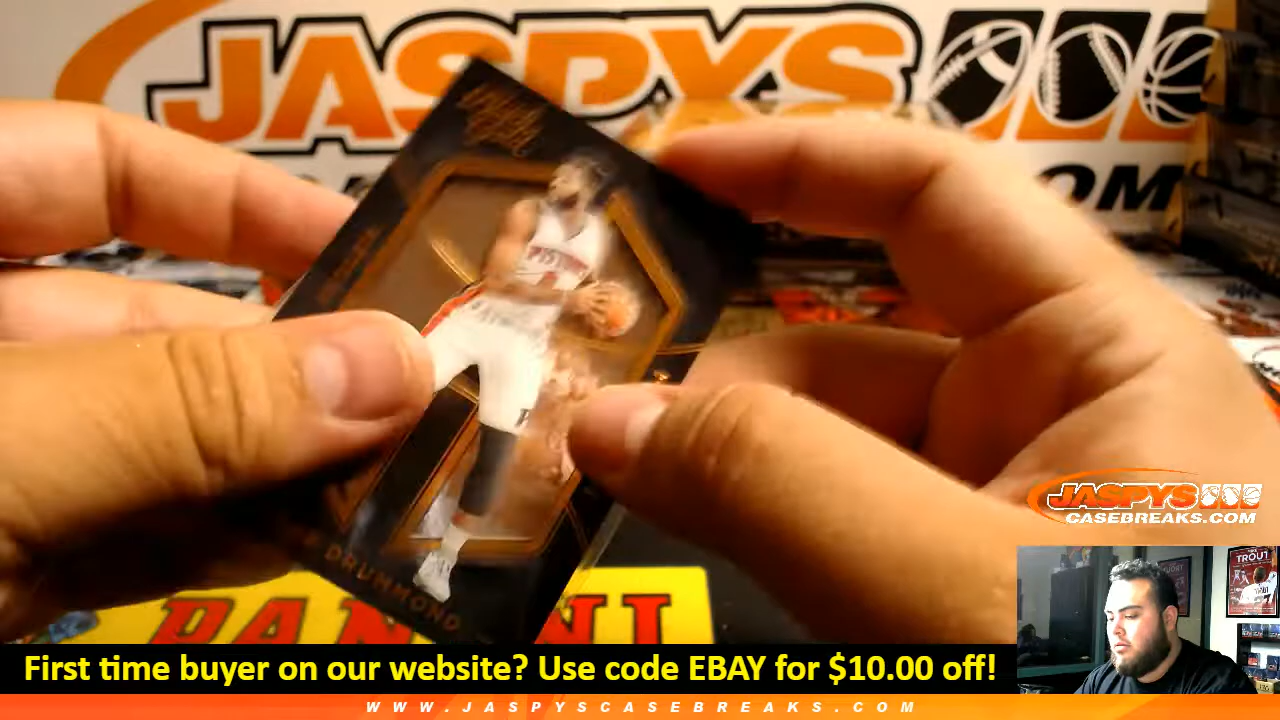 JASPYS
OM
PISTONS
DRUMMOND
PANINI
JASPYS
CASEBREAKS.COM
TROUT
First time buyer on our website? Use code EBAY for $10.00 off!
WWW.JASPYSCASEBREAKS.COM